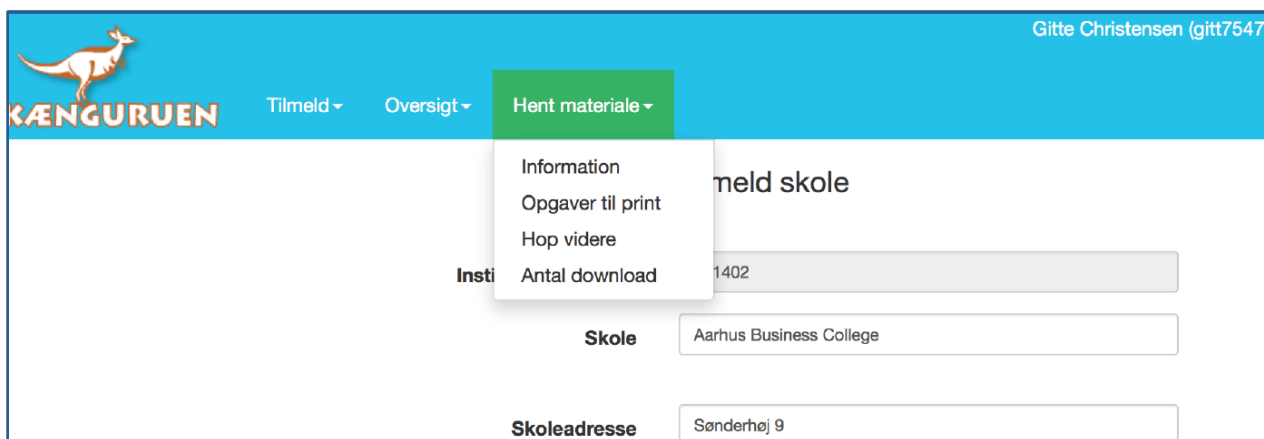 Gitte Christensen (gitt7547
KÆNGURUEN
Tilmeld Oversigt Hent materiale
Information
meld skole
Opgaver til print
Hop videre
Insti 1402
Antal download
Skole Aarhus Business College
Skoleadresse Sønderhøj 9